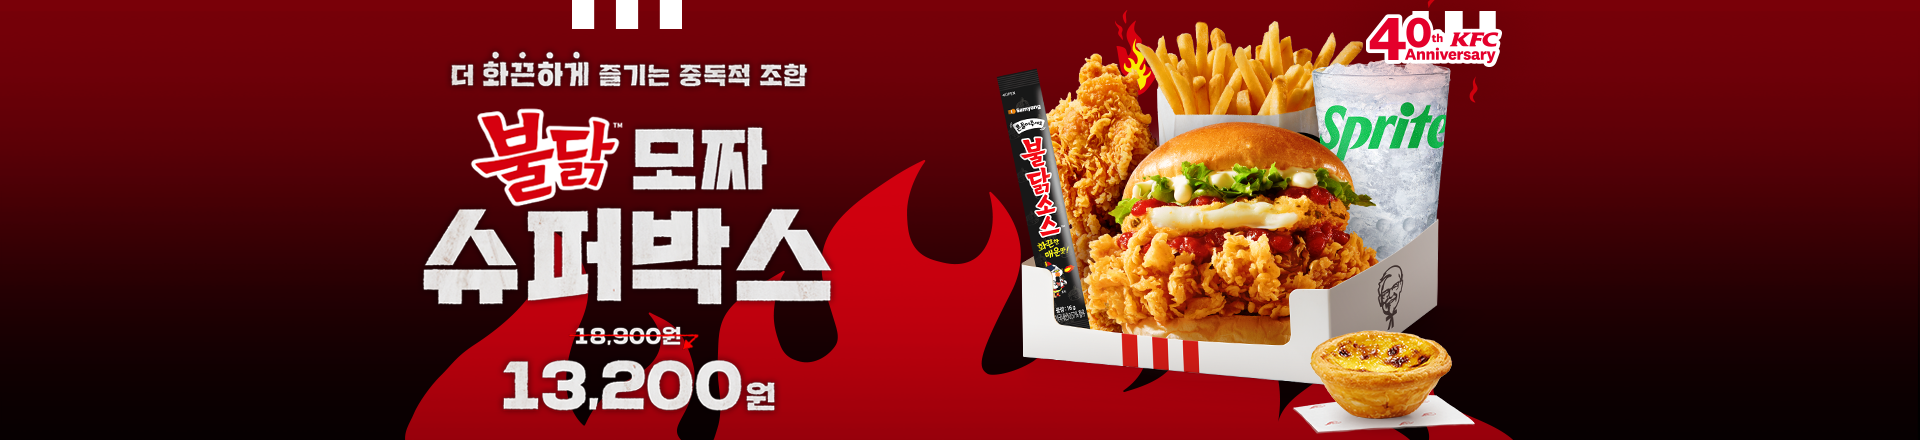 더 화끈하게 즐기는 중독적 조합
불닭™ 모짜
슈퍼박스
18,900원
13,200원
Samyang
불닭소스
화끈한
매운맛!
Sprite
40th KFC
Anniversary